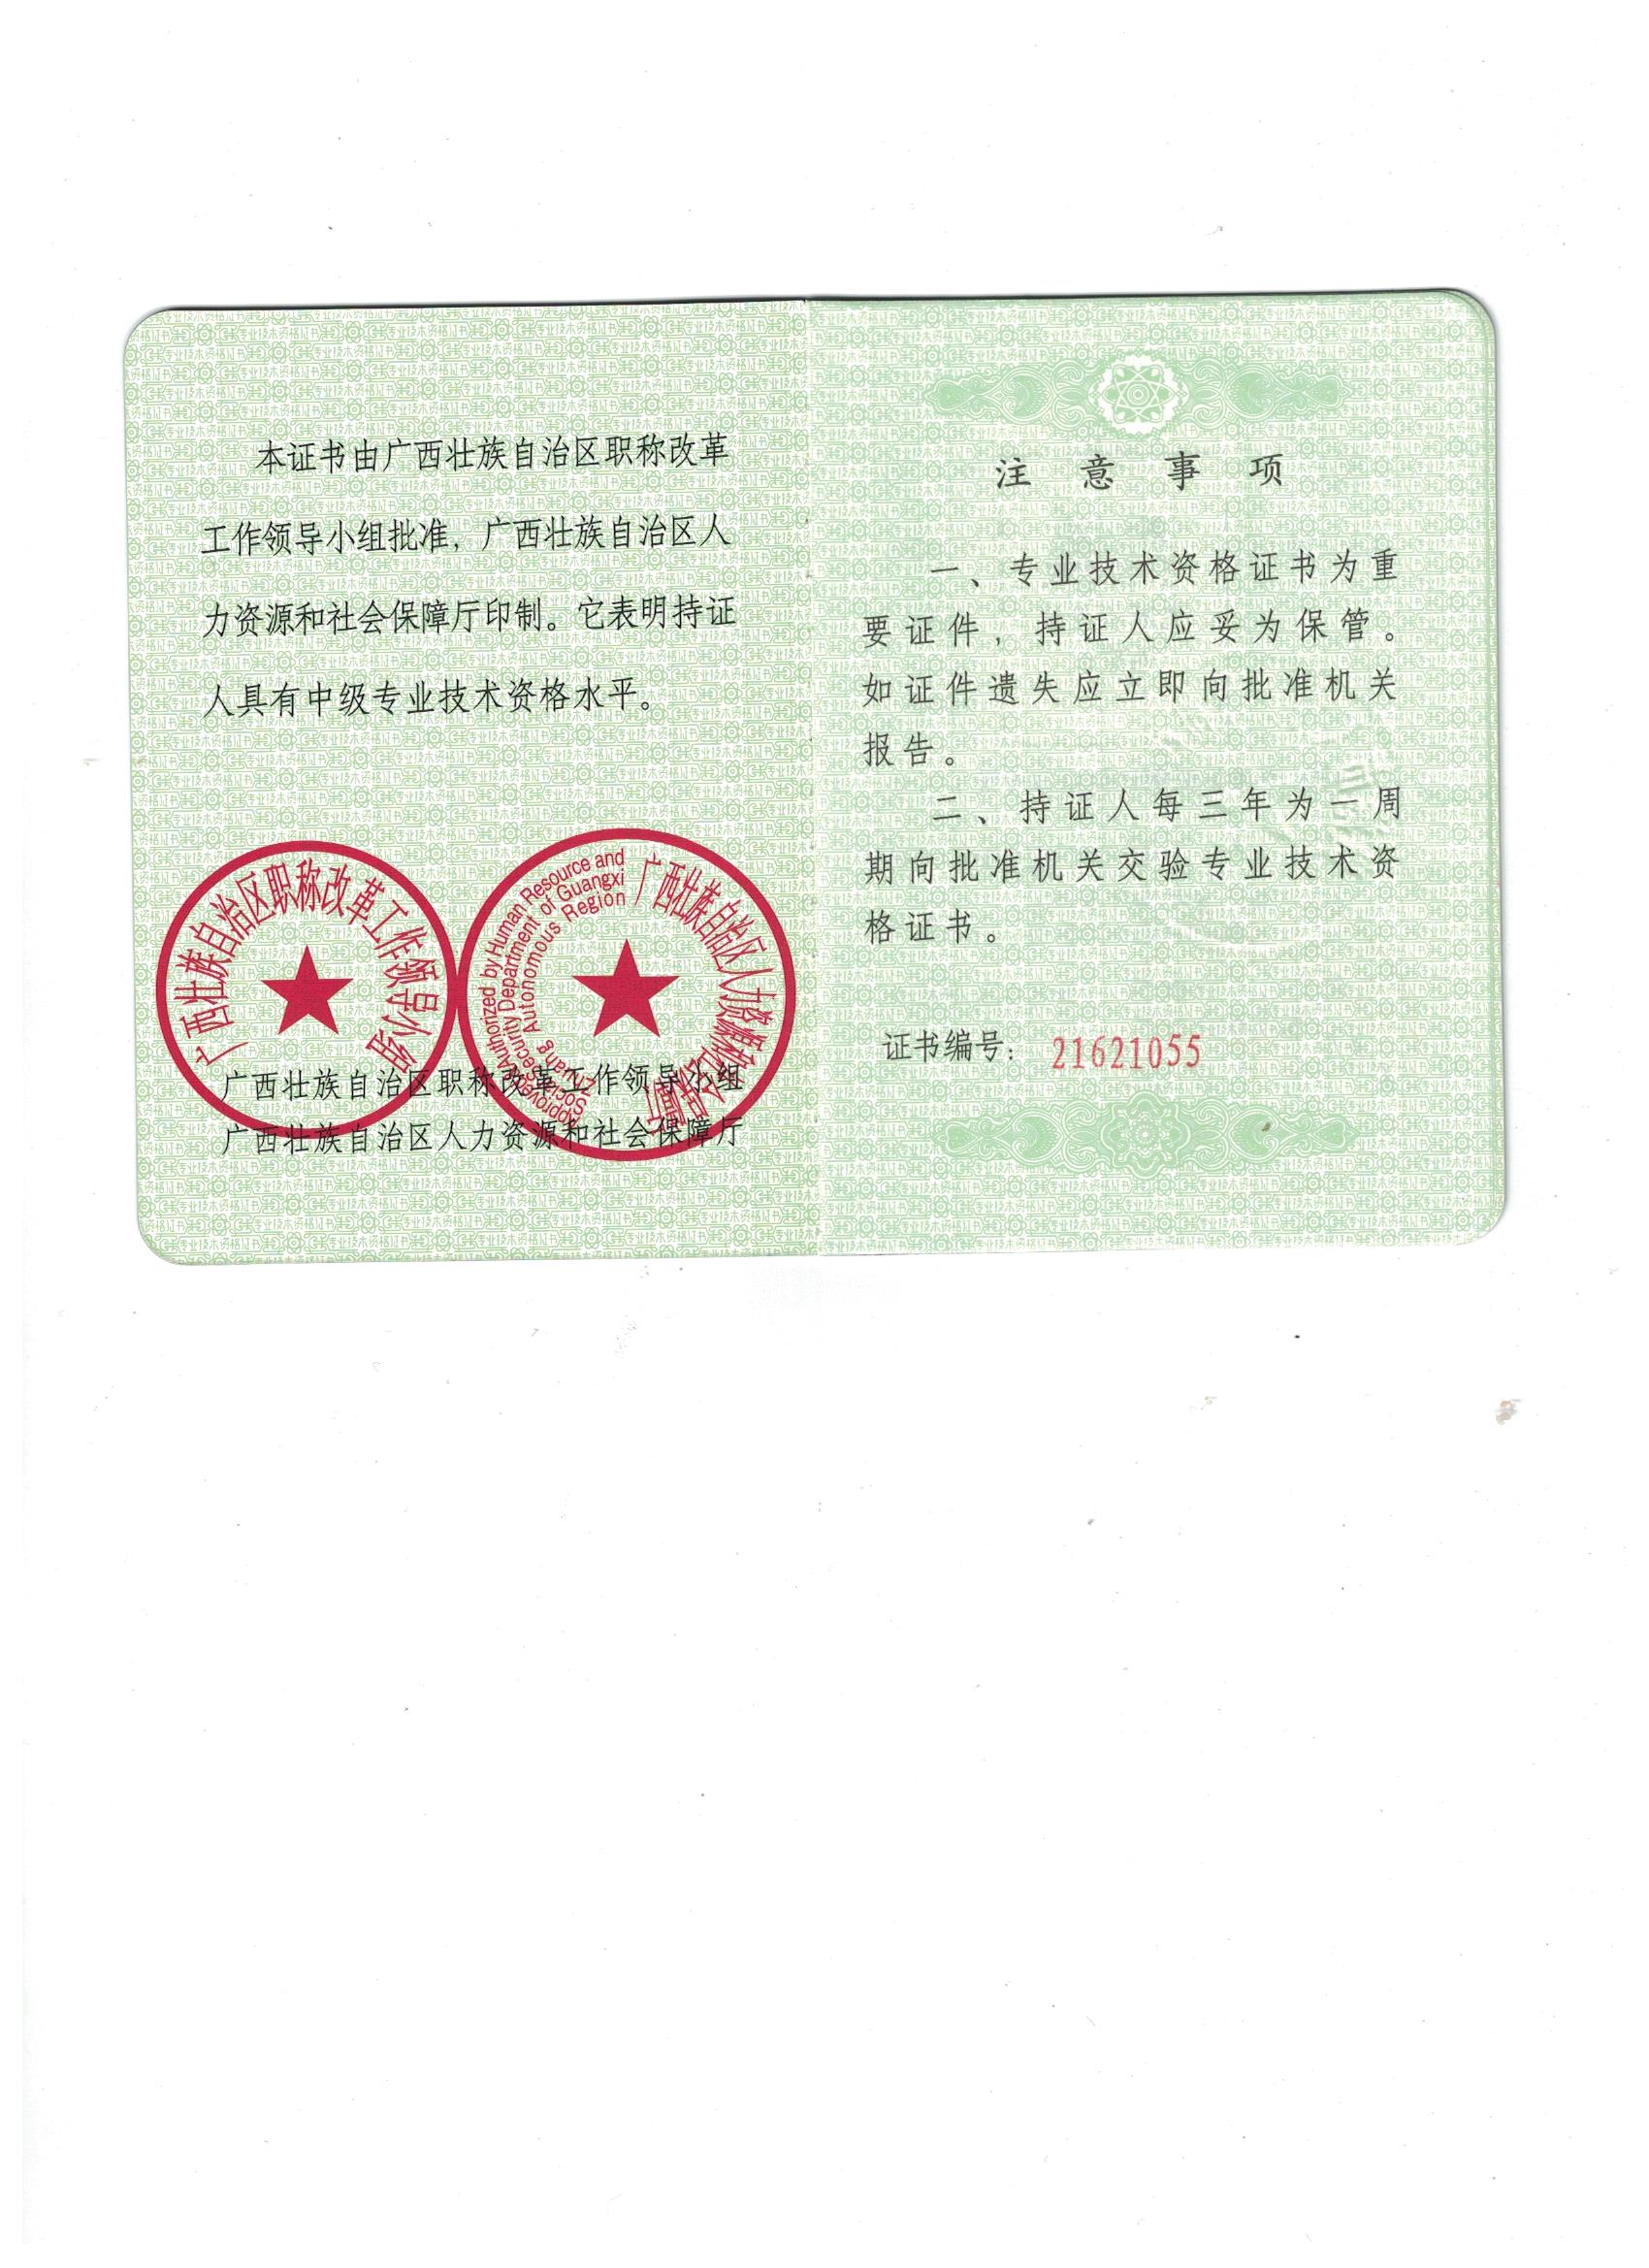 本证书由广西壮族自治区职称改革
工作领导小组批准，广西壮族自治区人
力资源和社会保障厅印制。它表明持证
人具有中级专业技术资格水平。
广西壮族自治区职称改革工作领导小组
Approved & Authorized by Human Resource and
Social Security Department of Guangxi
Zhuang Autonomous Region
广西壮族自治区人力资源和社会保障厅
广西壮族自治区职称改革工作领导小组
广西壮族自治区人力资源和社会保障厅
注意事项
一、专业技术资格证书为重
要证件，持证人应妥为保管。
如证件遗失应立即向批准机关
报告。
二、持证人每三年为一周
期向批准机关交验专业技术资
格证书。
证书编号：21621055